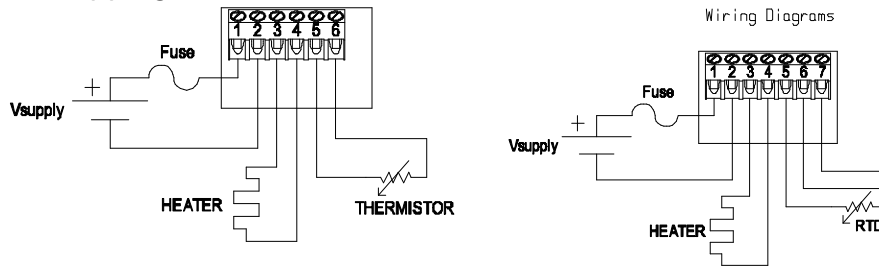 Wiring Diagrams
1 2 3 4 5 6
Fuse
+
Vsupply
HEATER
THERMISTOR
1 2 3 4 5 6 7
Fuse
+
Vsupply
HEATER
RTD